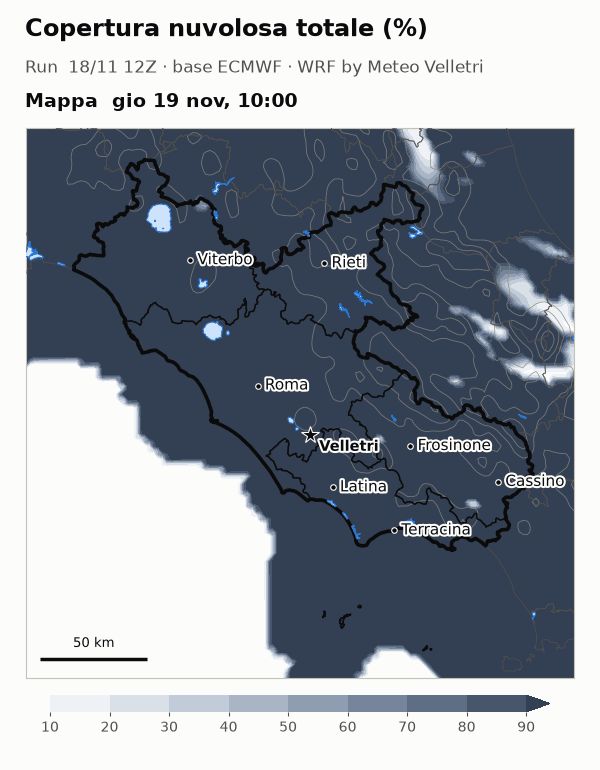 Copertura nuvolosa totale (%)
Run 18/11 12Z · base ECMWF · WRF by Meteo Velletri
Mappa gio 19 nov, 10:00
Viterbo
Rieti
Roma
Velletri
Frosinone
Latina
Cassino
Terracina
50 km
10 20 30 40 50 60 70 80 90